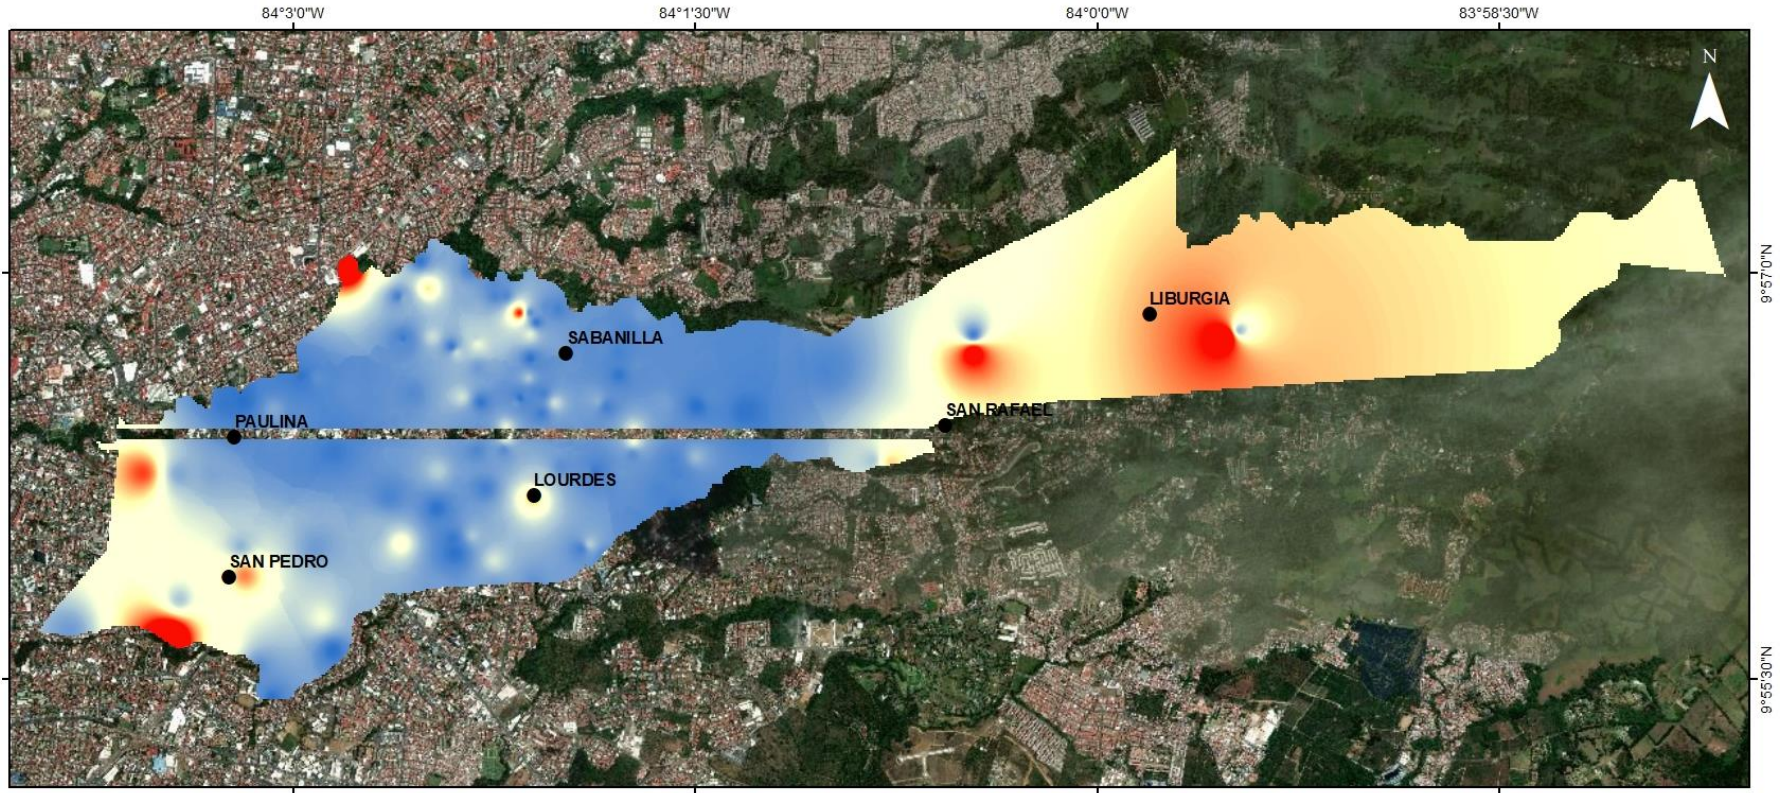 84°3'0"W
84°1'30"W
84°0'0"W
83°58'30"W
N
9°57'0"N
LIBURGIA
SABANILLA
SAN RAFAEL
PAULINA
LOURDES
SAN PEDRO
9°55'30"N